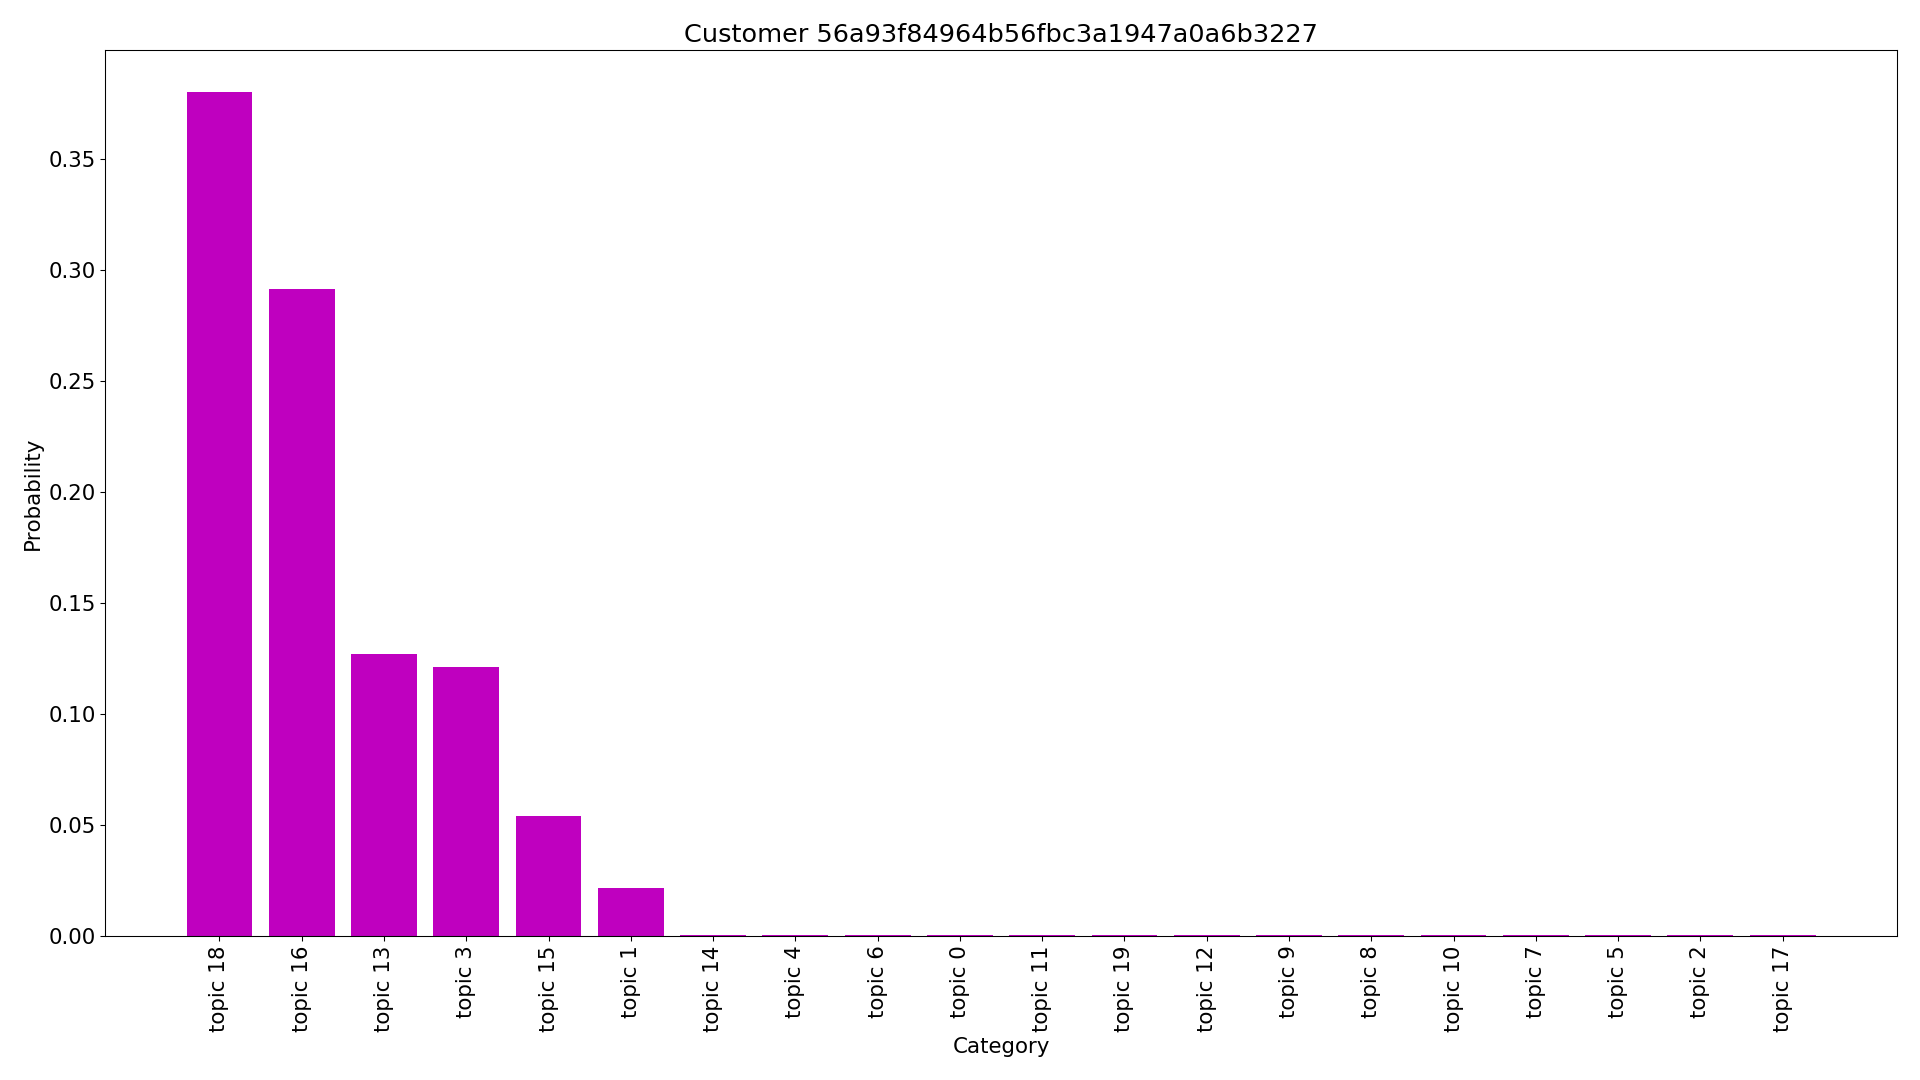 Customer 56a93f84964b56fbc3a1947a0a6b3227
Probability
0.35
0.30
0.25
0.20
0.15
0.10
0.05
0.00
topic 18
topic 16
topic 13
topic 3
topic 15
topic 1
topic 14
topic 4
topic 6
topic 0
topic 11
topic 19
topic 12
topic 9
topic 8
topic 10
topic 7
topic 5
topic 2
topic 17
Category